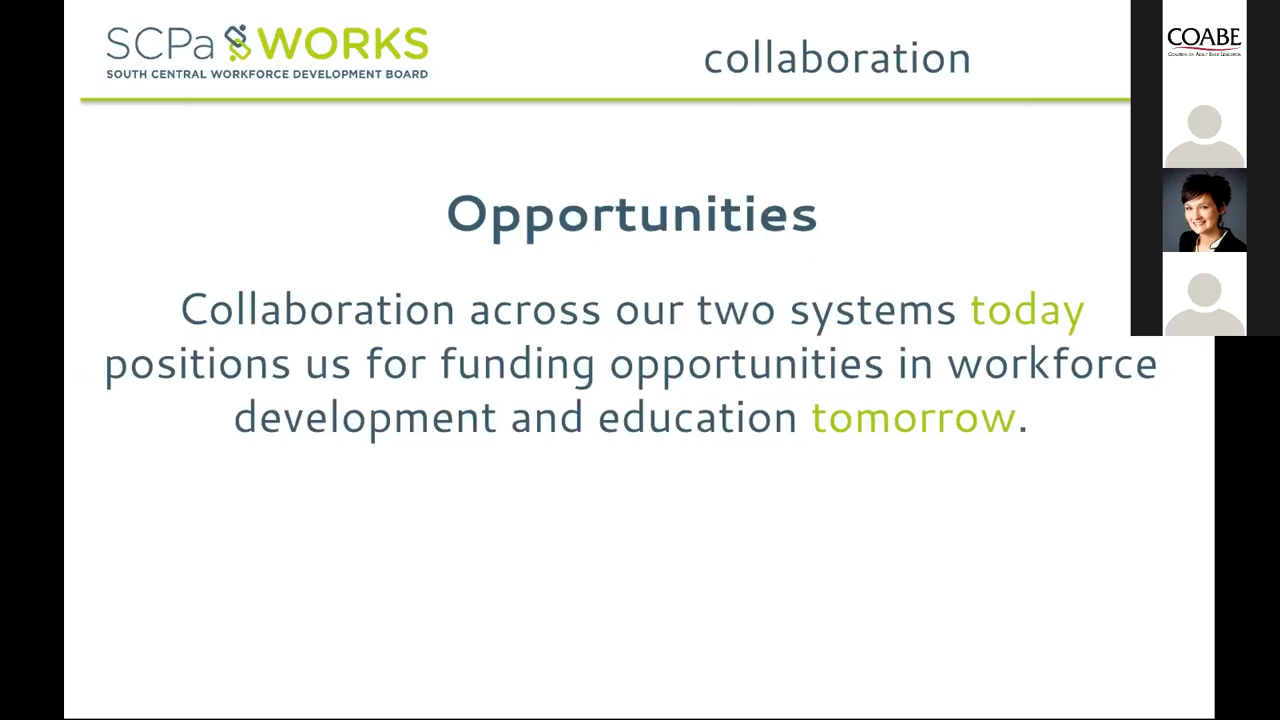 SCPa WORKS
SOUTH CENTRAL WORKFORCE DEVELOPMENT BOARD
collaboration
COABE
COALITION ON ADULT BASIC EDUCATION
Opportunities
Collaboration across our two systems today
positions us for funding opportunities in workforce
development and education tomorrow.